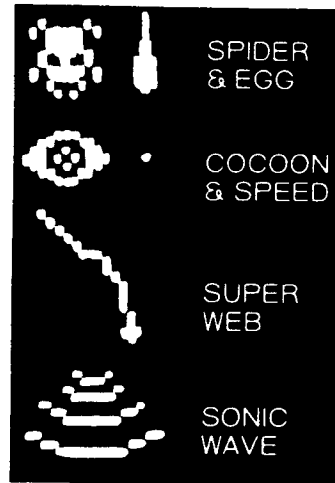 SPIDER
& EGG
COCOON
& SPEED
SUPER
WEB
SONIC
WAVE